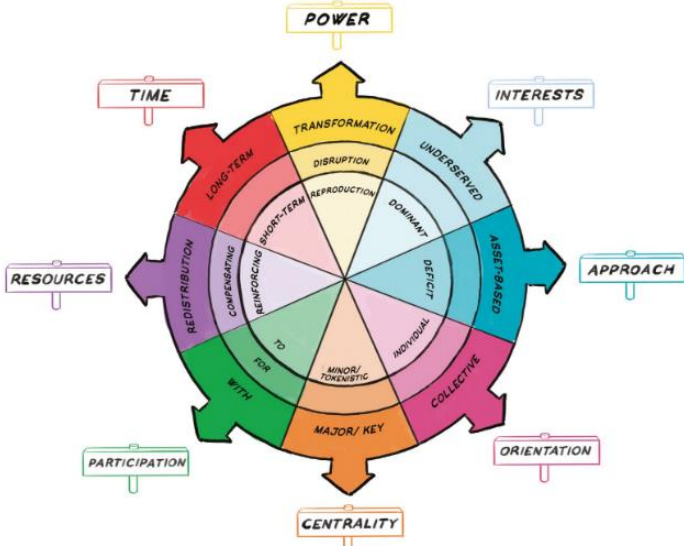 POWER
TIME
INTERESTS
TRANSFORMATION
DISRUPTION
REPRODUCTION
LONG-TERM
SHORT-TERM
UNDERSERVED
DOMINANT
RESOURCES
REDISTRIBUTION
COMPENSATING
REINFORCING
DEFICIT
ASSET-BASED
APPROACH
TO
FOR
WITH
MINOR/
TOKENISTIC
MAJOR/KEY
INDIVIDUAL
COLLECTIVE
PARTICIPATION
ORIENTATION
CENTRALITY